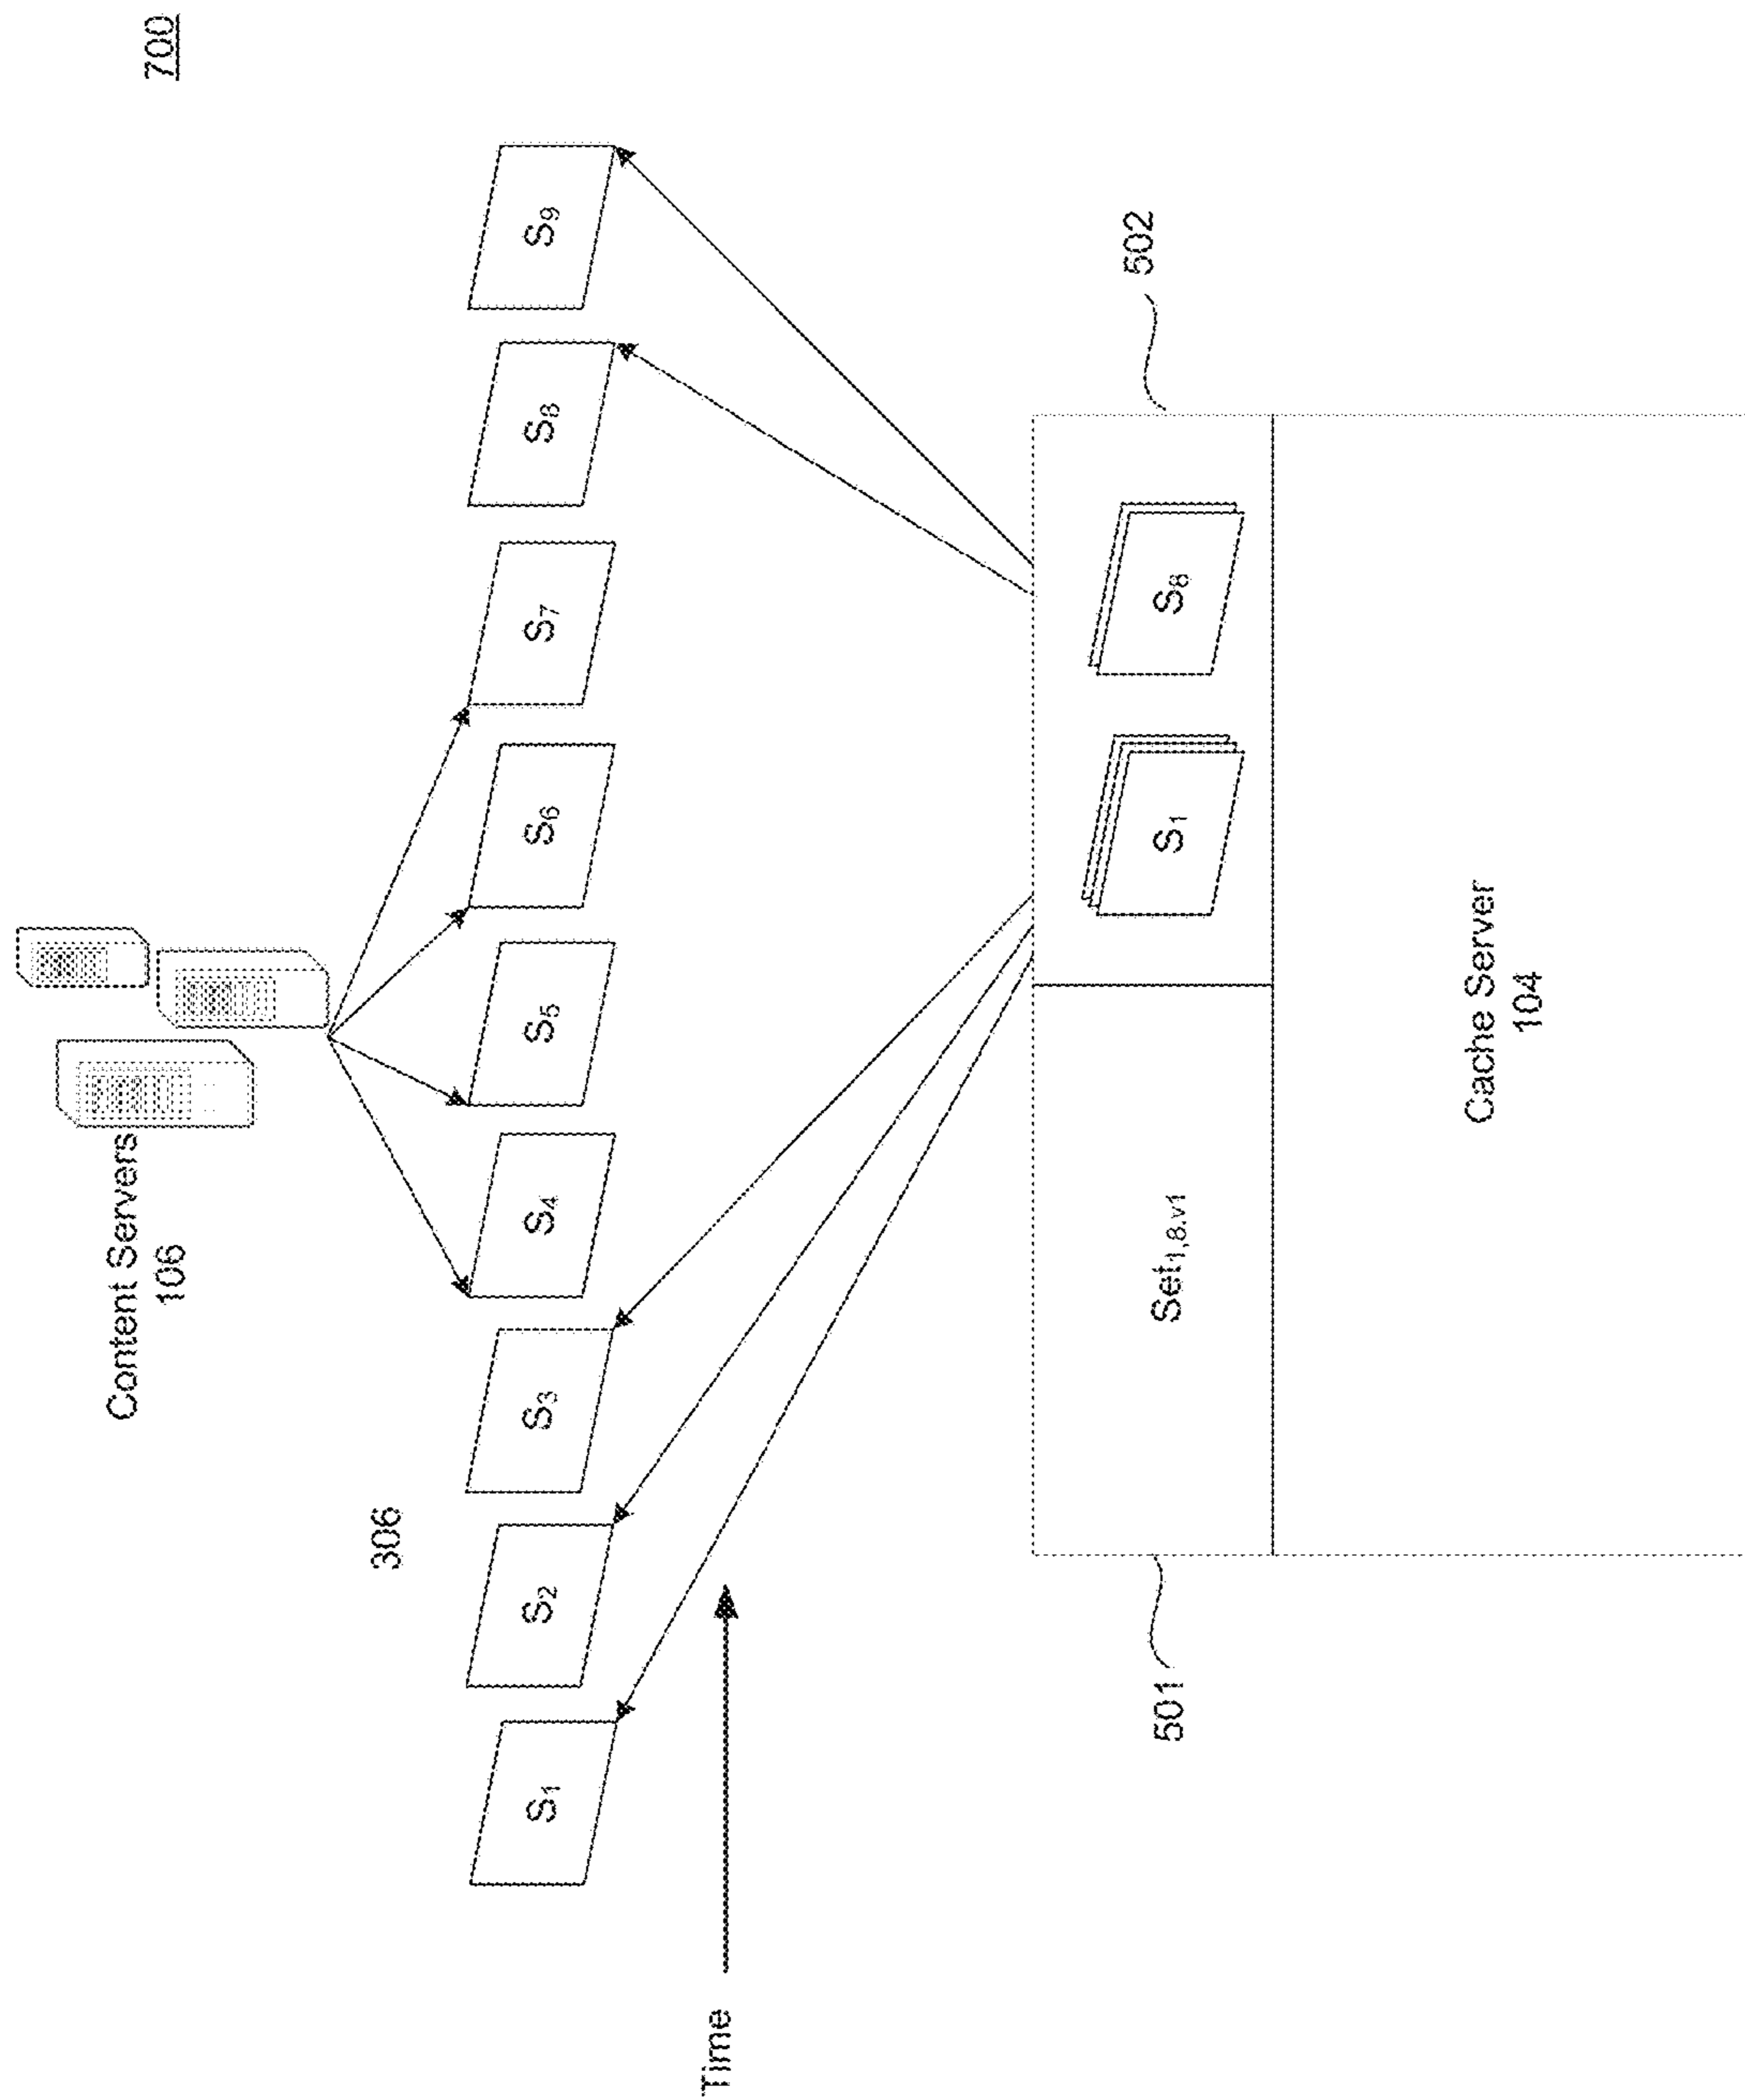 700
Content Servers
106
306
S1 S2 S3 S4 S5 S6 S7 S8 S9
Time
501
502
Set1,8.v1
S1 S8
Cache Server
104